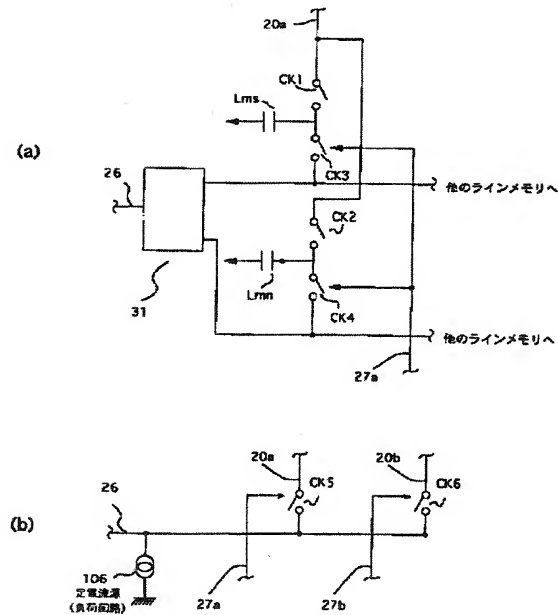 20a
CK1
Lms
(a)
26
CK3
他のラインメモリへ
CK2
Lmn
31
CK4
他のラインメモリへ
27a
20a
CK5
20b
CK6
(b)
26
106
定電流源
(負荷回路)
27a
27b